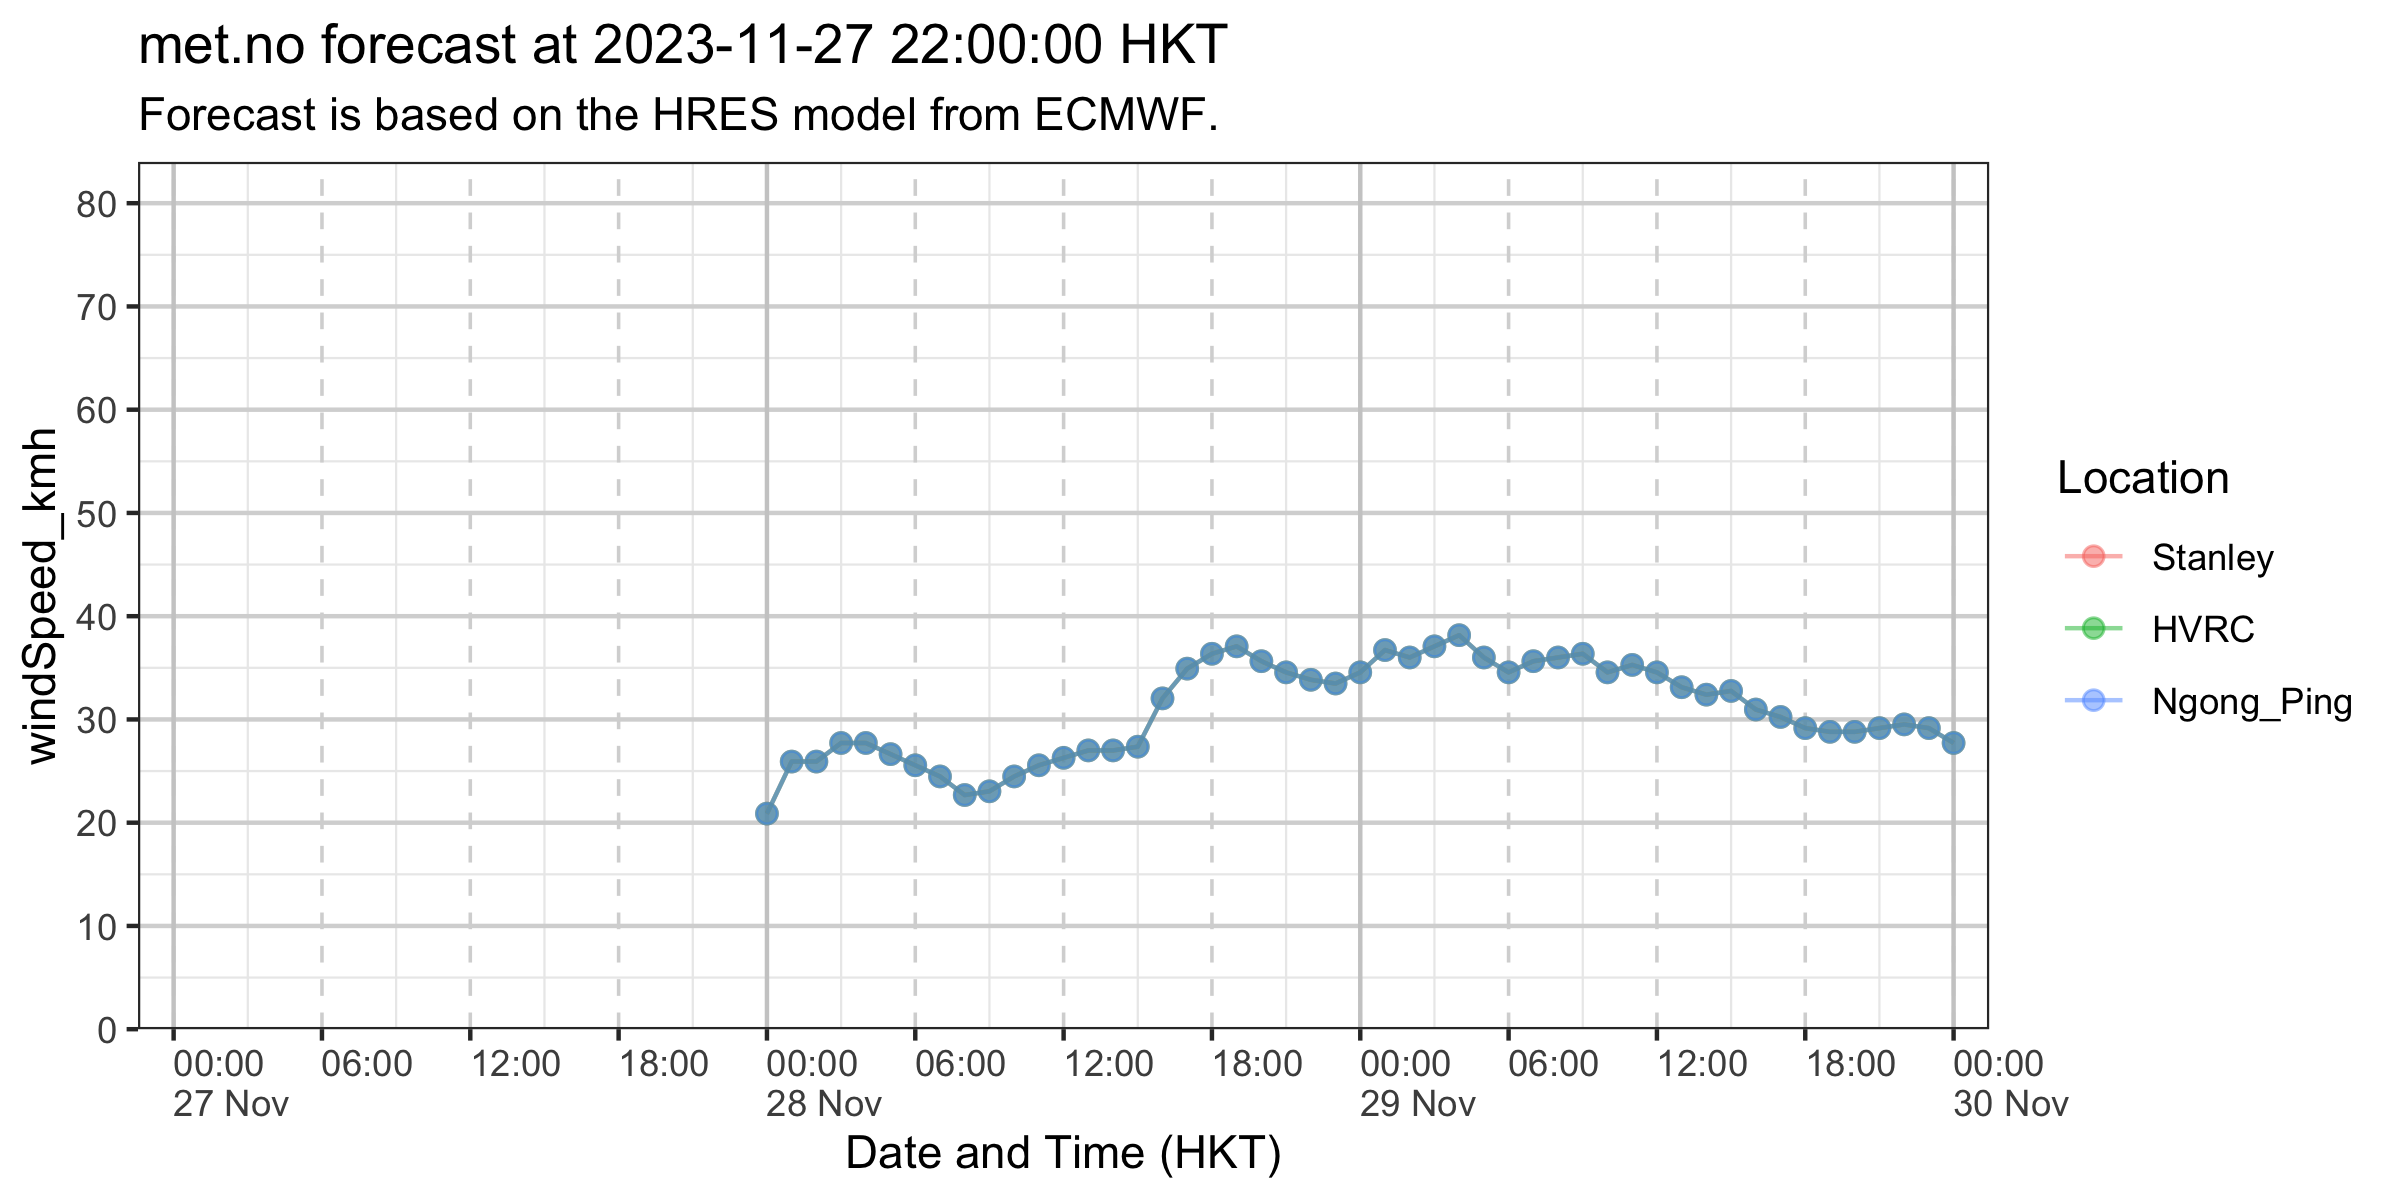 met.no forecast at 2023-11-27 22:00:00 HKT
Forecast is based on the HRES model from ECMWF.
windSpeed_kmh
80
70
60
50
40
30
20
10
0
00:00 06:00 12:00 18:00 00:00 06:00 12:00 18:00 00:00 06:00 12:00 18:00 00:00
27 Nov 28 Nov 29 Nov 30 Nov
Date and Time (HKT)
Location
Stanley
HVRC
Ngong_Ping